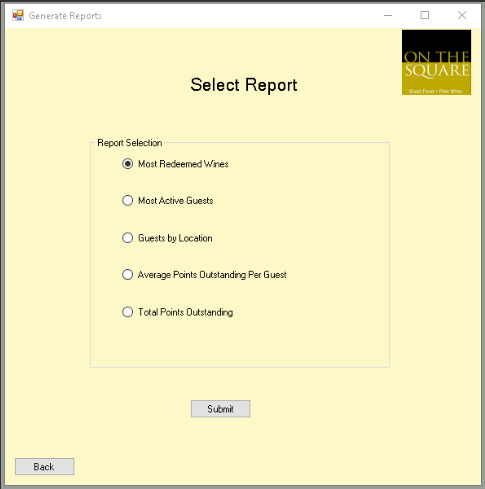 Generate Reports
ON THE
SQUARE
Great Food • Fine Wine
Select Report
Report Selection
Most Redeemed Wines
Most Active Guests
Guests by Location
Average Points Outstanding Per Guest
Total Points Outstanding
Submit
Back